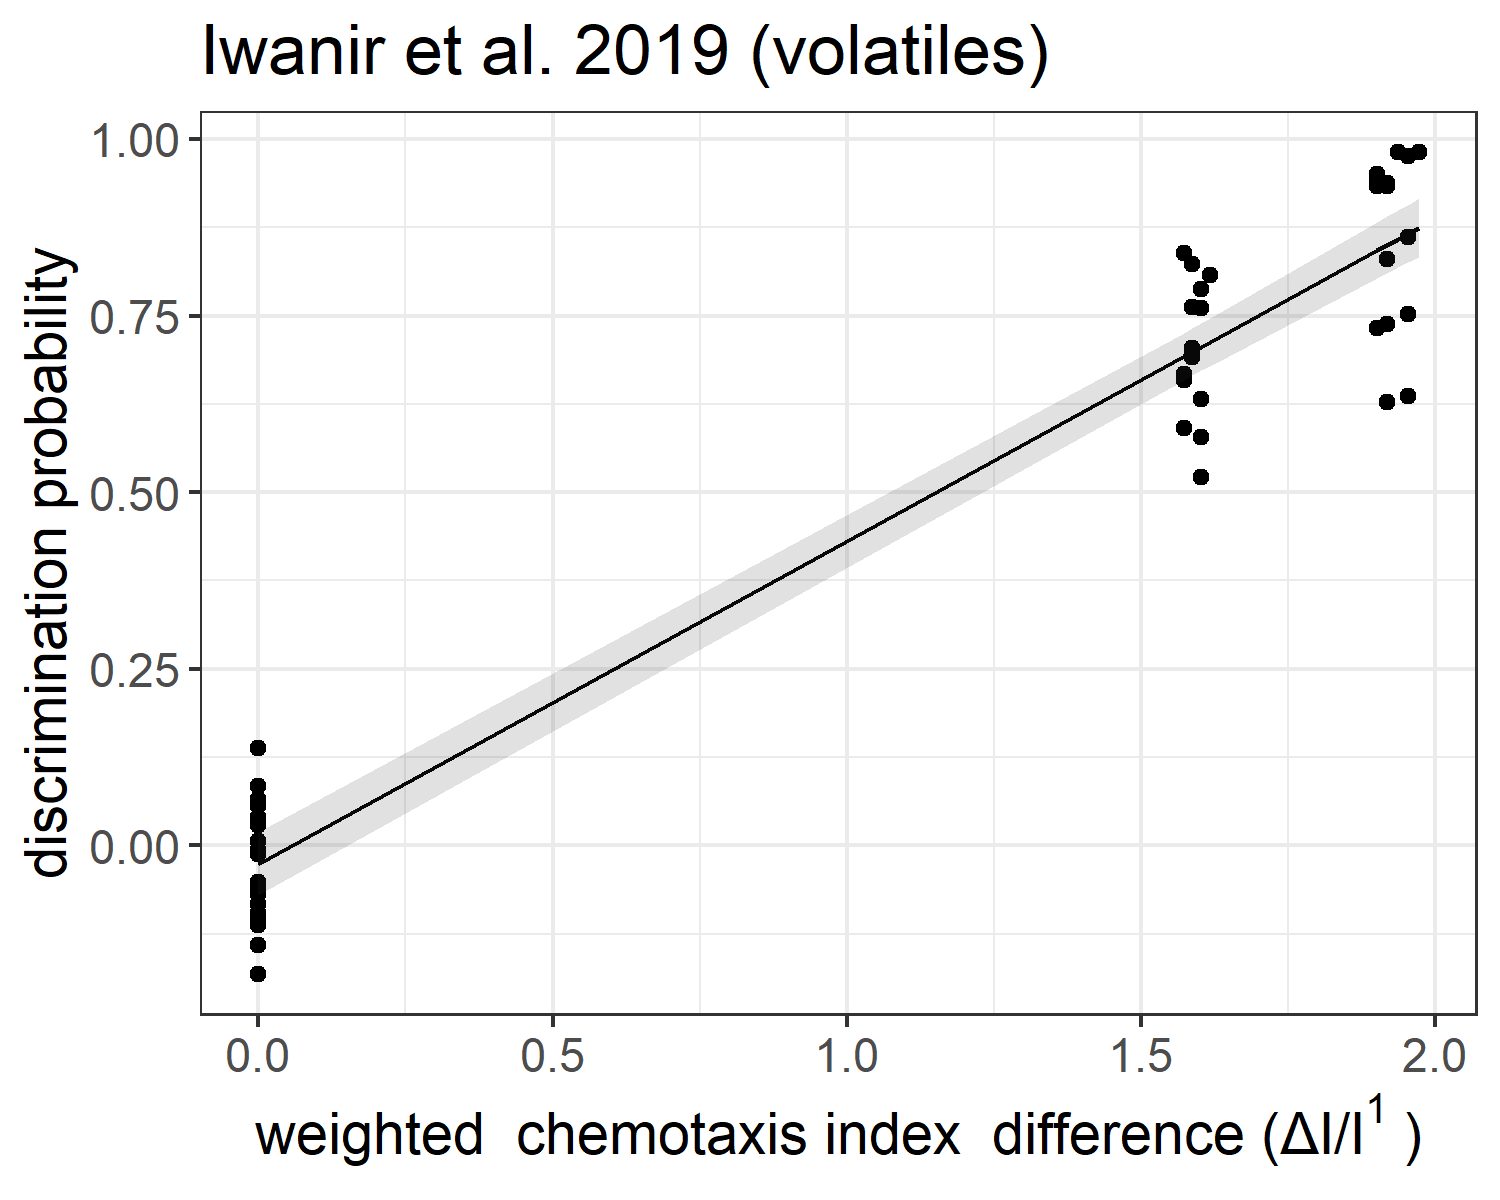 Iwanir et al. 2019 (volatiles)
discrimination probability
1.00
0.75
0.50
0.25
0.00
0.0 0.5 1.0 1.5 2.0
weighted  chemotaxis index  difference (ΔI/I¹ )